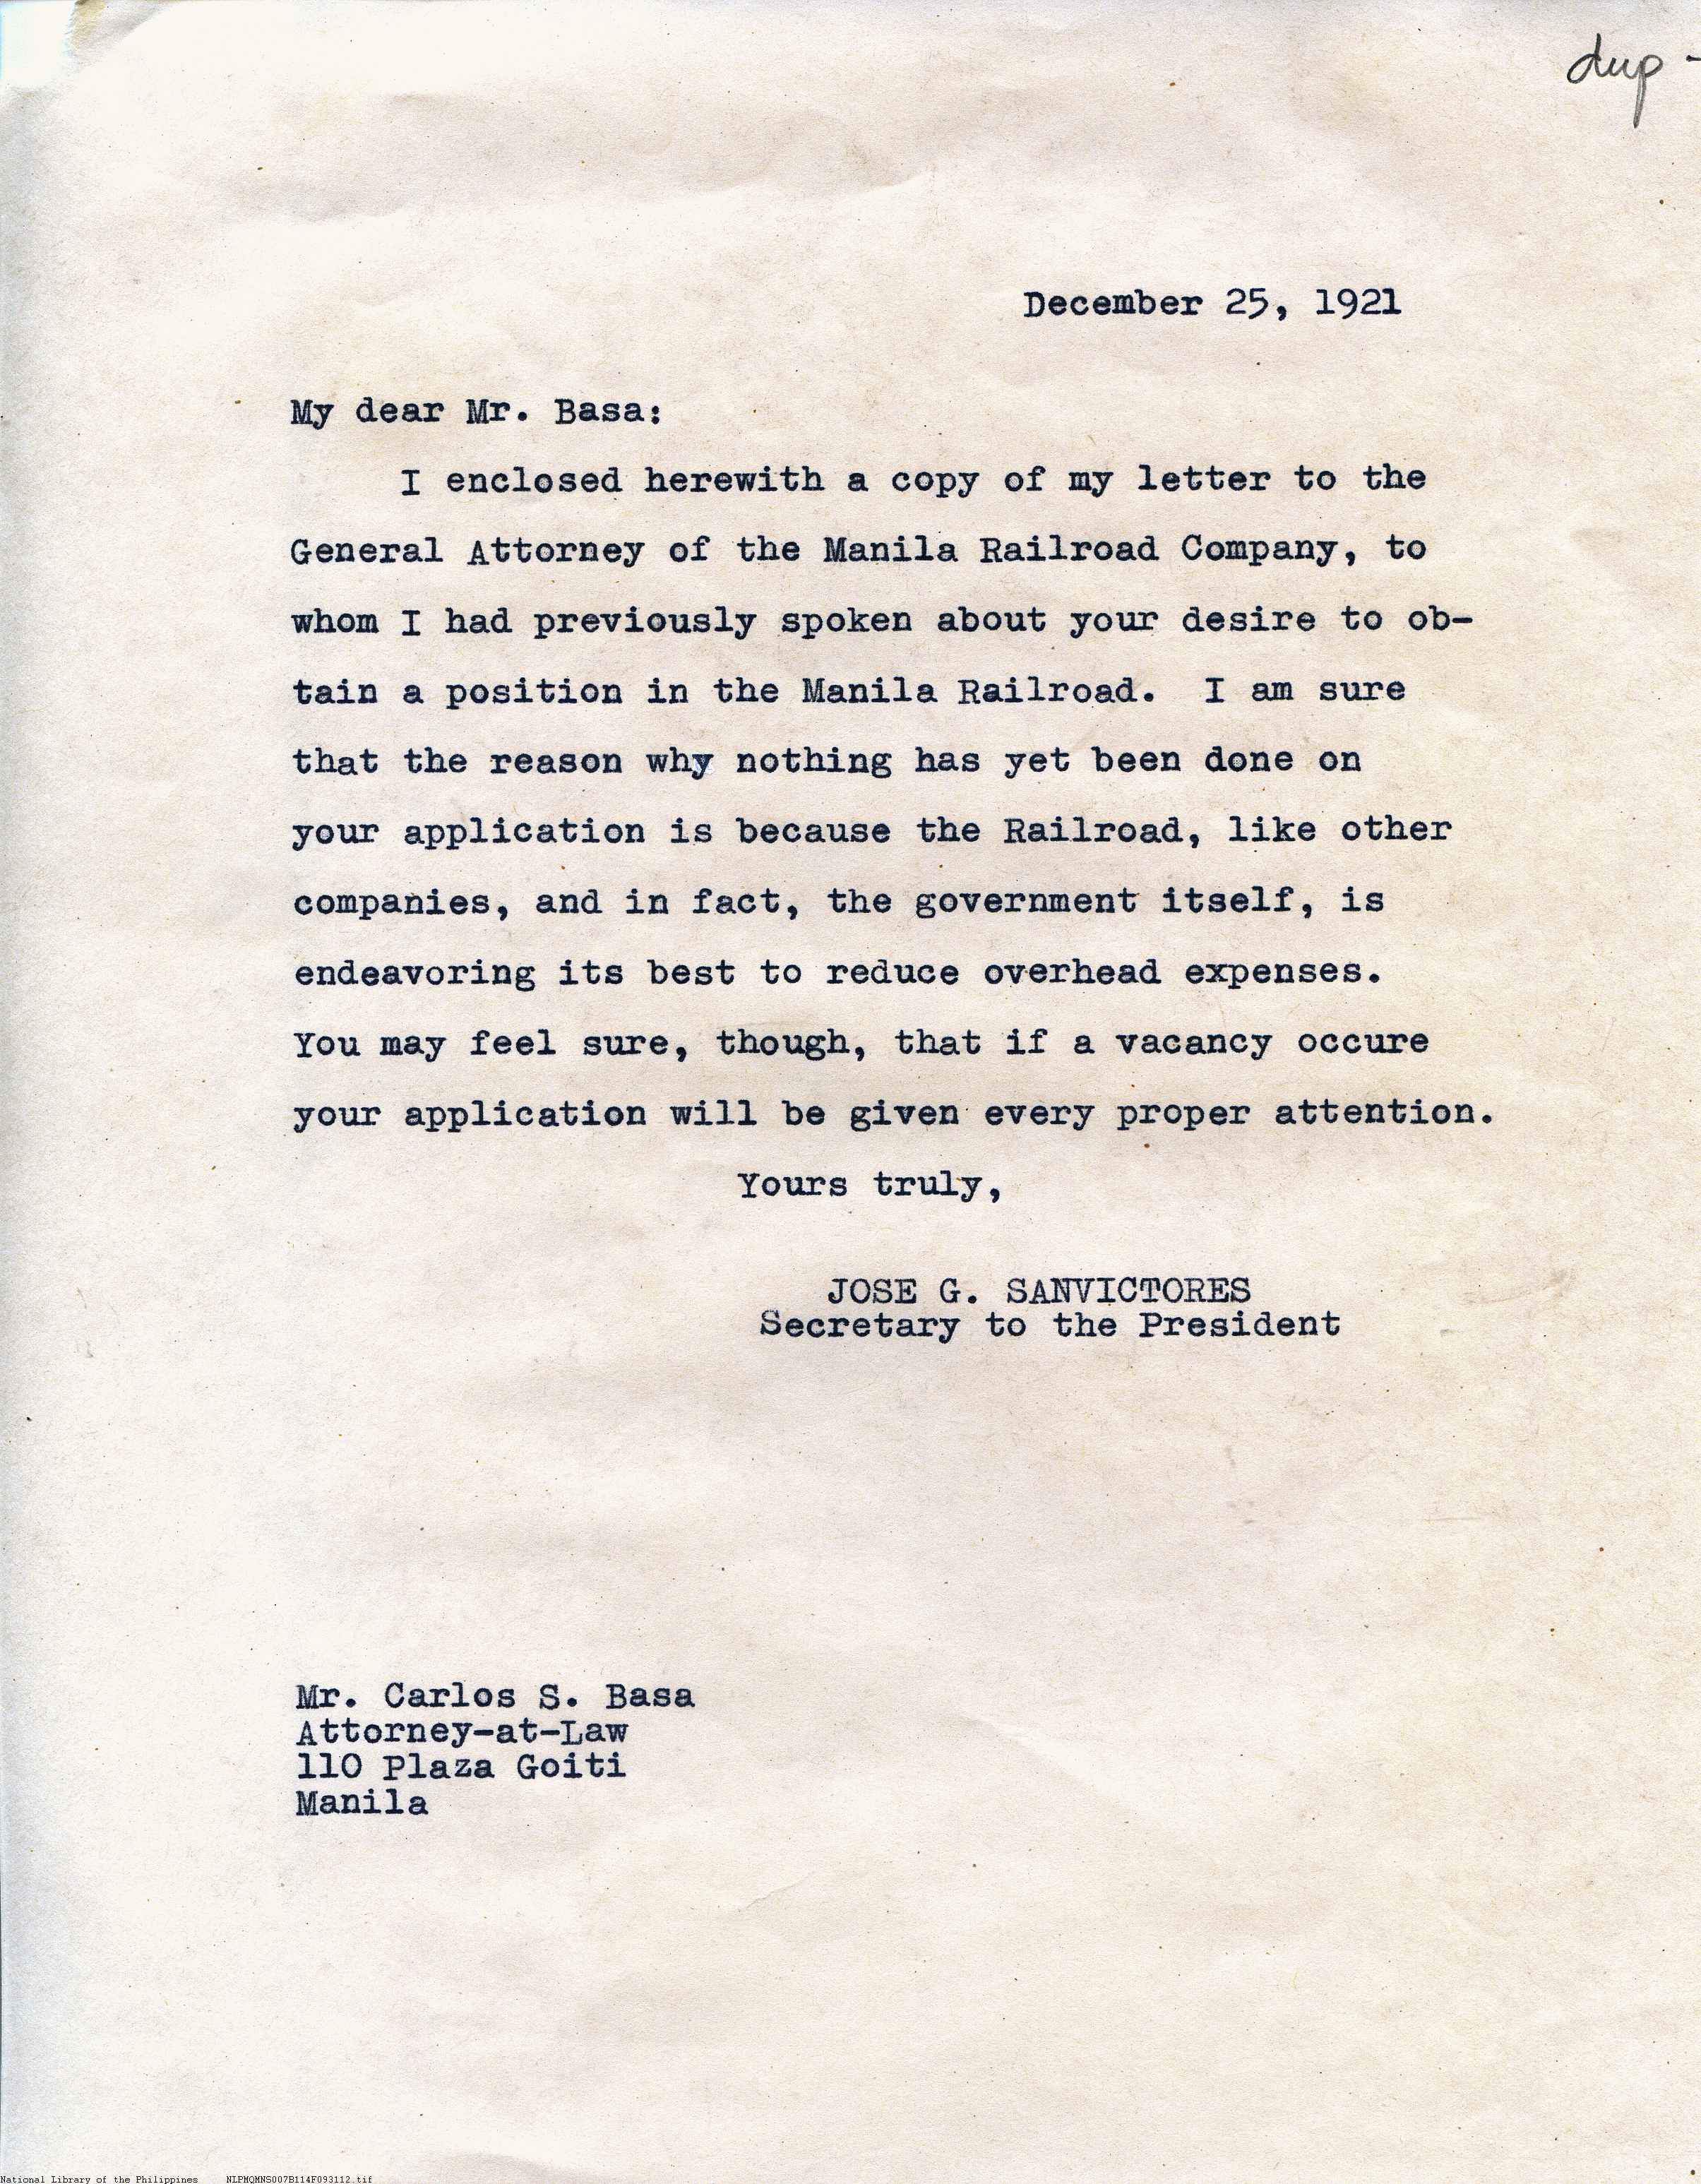 dup -
December 25, 1921
My dear Mr. Basa:
I enclosed herewith a copy of my letter to the
General Attorney of the Manila Railroad Company, to
whom I had previously spoken about your desire to ob-
tain a position in the Manila Railroad. I am sure
that the reason why nothing has yet been done on
your application is because the Railroad, like other
companies, and in fact, the government itself, is
endeavoring its best to reduce overhead expenses.
You may feel sure, though, that if a vacancy occure
your application will be given every proper attention.
Yours truly,
JOSE G. SANVICTORES
Secretary to the President
Mr. Carlos S. Basa
Attorney-at-Law
110 Plaza Goiti
Manila
National Library of the Philippines NLPMQMNS007B114F093112.tif